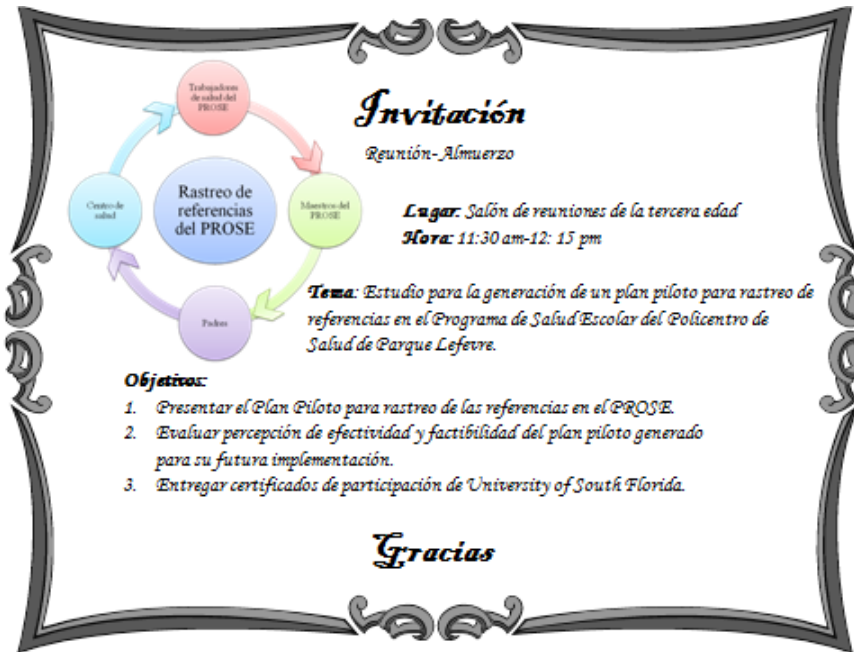 Invitación
Reunión- Almuerzo
Trabajadores
de salud del
PROSE
Maestros del
PROSE
Padres
Centro de
salud
Rastreo de
referencias
del PROSE
Lugar: Salón de reuniones de la tercera edad
Hora: 11:30 am-12: 15 pm
Tema: Estudio para la generación de un plan piloto para rastreo de
referencias en el Programa de Salud Escolar del Policentro de
Salud de Parque Lefevre.
Objetivos:
1. Presentar el Plan Piloto para rastreo de las referencias en el PROSE.
2. Evaluar percepción de efectividad y factibilidad del plan piloto generado
para su futura implementación.
3. Entregar certificados de participación de University of South Florida.
Gracias